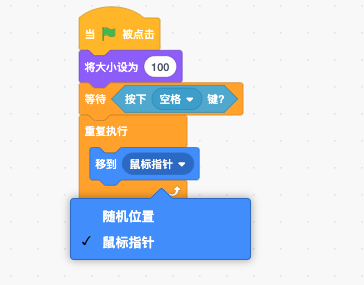 当 被点击
将大小设为 100
等待 按下 空格 键?
重复执行
移到 鼠标指针
随机位置
✓ 鼠标指针